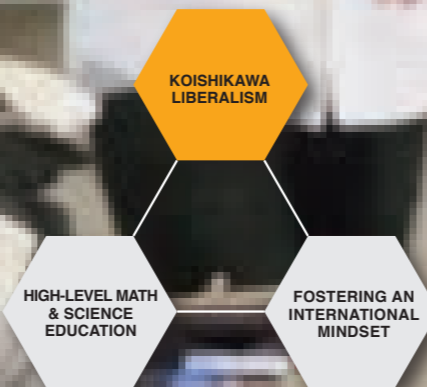 KOISHIKAWA
LIBERALISM
HIGH-LEVEL MATH
& SCIENCE
EDUCATION
FOSTERING AN
INTERNATIONAL
MINDSET